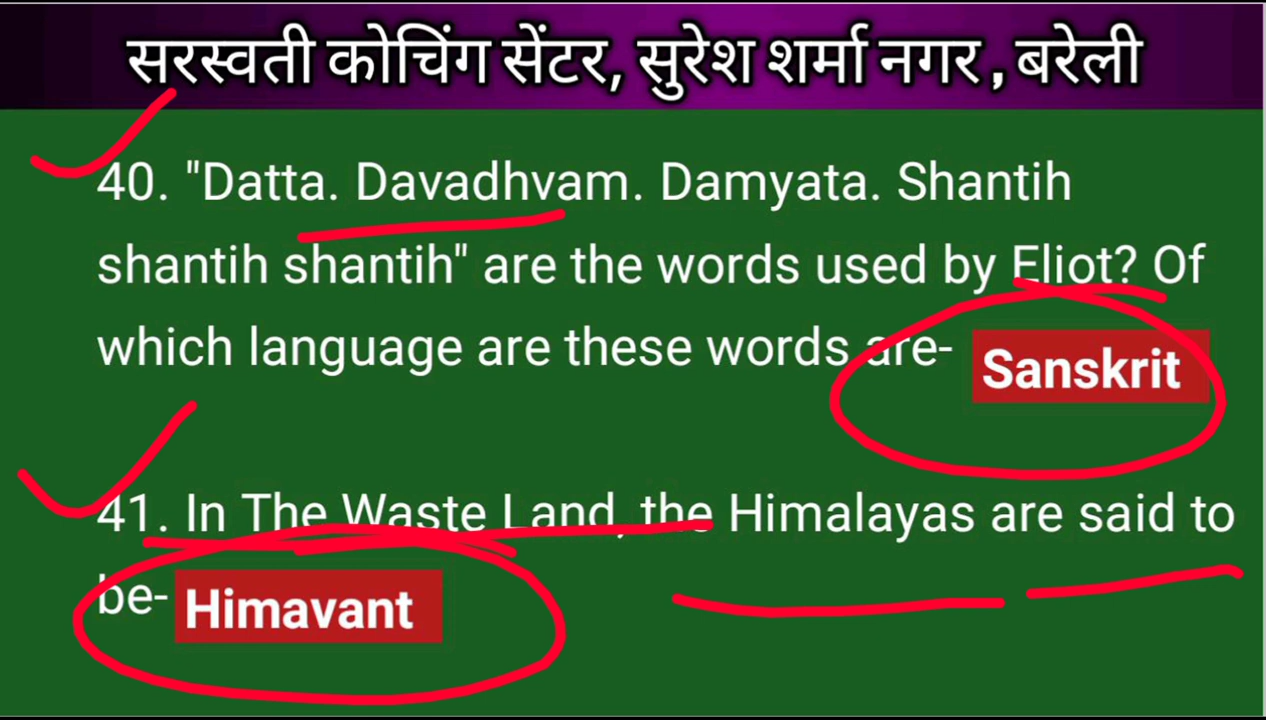 सरस्वती कोचिंग सेंटर, सुरेश शर्मा नगर , बरेली
40. "Datta. Davadhvam. Damyata. Shantih
shantih shantih" are the words used by Eliot? Of
which language are these words are- Sanskrit
41. In The Waste Land, the Himalayas are said to
be- Himavant